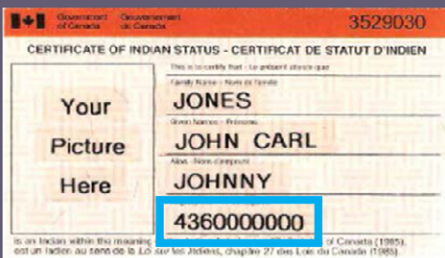 Government of Canada
Gouvernement du Canada
3529030
CERTIFICATE OF INDIAN STATUS - CERTIFICAT DE STATUT D'INDIEN
This is to certify that - Le présent atteste que
Family Name - Nom de famille
JONES
Given Names - Prénoms
JOHN CARL
Alias - Nom d'emprunt
JOHNNY
4360000000
Your
Picture
Here
is an Indian within the meaning of Canada (1985).
est un Indien au sens de la Loi sur les Indiens, chapitre 27 des Lois du Canada (1985).